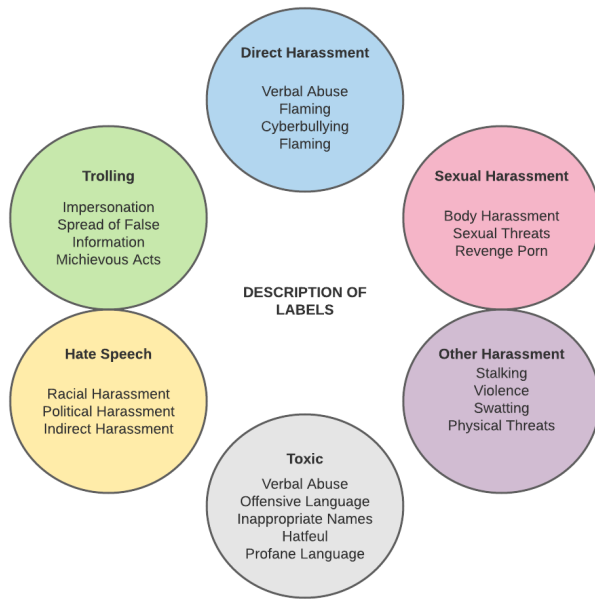 Direct Harassment
Verbal Abuse
Flaming
Cyberbullying
Flaming
Trolling
Impersonation
Spread of False
Information
Michievous Acts
Sexual Harassment
Body Harassment
Sexual Threats
Revenge Porn
DESCRIPTION OF
LABELS
Hate Speech
Racial Harassment
Political Harassment
Indirect Harassment
Other Harassment
Stalking
Violence
Swatting
Physical Threats
Toxic
Verbal Abuse
Offensive Language
Inappropriate Names
Hatfeul
Profane Language